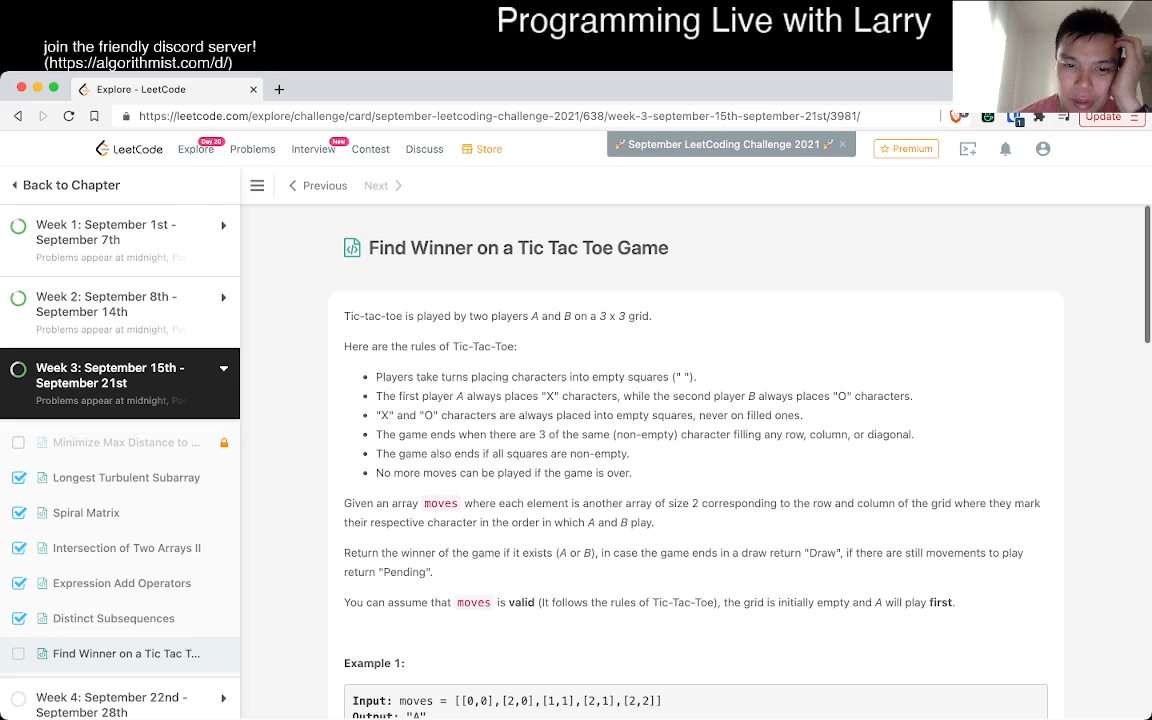 Programming Live with Larry
join the friendly discord server!
(https://algorithmist.com/d/)
Explore - LeetCode
https://leetcode.com/explore/challenge/card/september-leetcoding-challenge-2021/638/week-3-september-15th-september-21st/3981/
1
Update
LeetCode
Explore
Day 20
Problems
Interview
New
Contest
Discuss
Store
September LeetCoding Challenge 2021
Premium
Back to Chapter
Previous
Next
Week 1: September 1st -
September 7th
Problems appear at midnight,
Week 2: September 8th -
September 14th
Problems appear at midnight,
Week 3: September 15th -
September 21st
Problems appear at midnight,
Minimize Max Distance to ...
Longest Turbulent Subarray
Spiral Matrix
Intersection of Two Arrays II
Expression Add Operators
Distinct Subsequences
Find Winner on a Tic Tac T...
Week 4: September 22nd -
September 28th
Find Winner on a Tic Tac Toe Game
Tic-tac-toe is played by two players A and B on a 3 x 3 grid.
Here are the rules of Tic-Tac-Toe:
• Players take turns placing characters into empty squares (" ").
• The first player A always places "X" characters, while the second player B always places "O" characters.
• "X" and "O" characters are always placed into empty squares, never on filled ones.
• The game ends when there are 3 of the same (non-empty) character filling any row, column, or diagonal.
• The game also ends if all squares are non-empty.
• No more moves can be played if the game is over.
Given an array moves where each element is another array of size 2 corresponding to the row and column of the grid where they mark
their respective character in the order in which A and B play.
Return the winner of the game if it exists (A or B), in case the game ends in a draw return "Draw", if there are still movements to play
return "Pending".
You can assume that moves is valid (It follows the rules of Tic-Tac-Toe), the grid is initially empty and A will play first.
Example 1:
Input: moves = [[0,0],[2,0],[1,1],[2,1],[2,2]]
Output: "A"